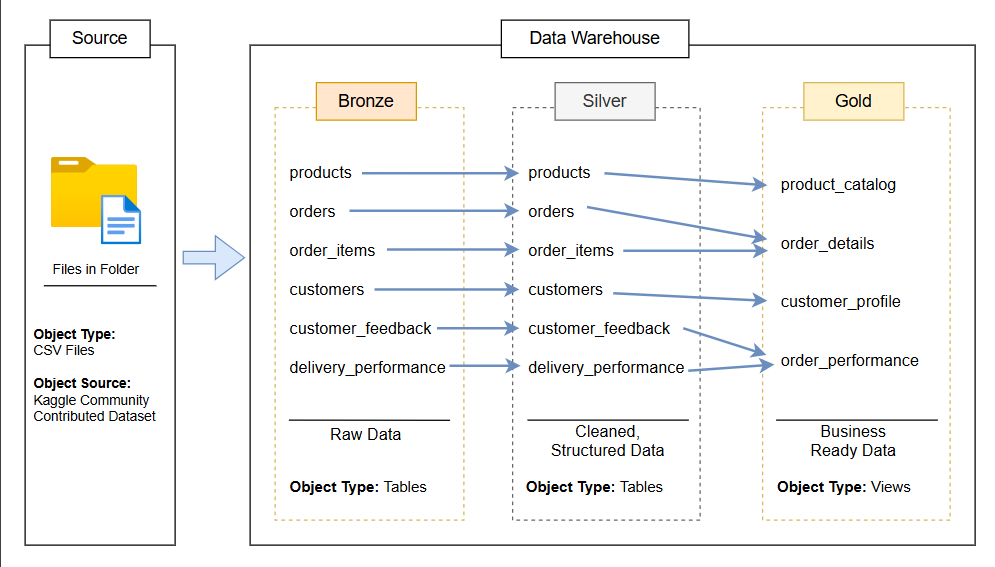 Source
Files in Folder
Object Type:
CSV Files
Object Source:
Kaggle Community
Contributed Dataset
Data Warehouse
Bronze
products
orders
order_items
customers
customer_feedback
delivery_performance
Raw Data
Object Type: Tables
Silver
products
orders
order_items
customers
customer_feedback
delivery_performance
Cleaned,
Structured Data
Object Type: Tables
Gold
product_catalog
order_details
customer_profile
order_performance
Business
Ready Data
Object Type: Views